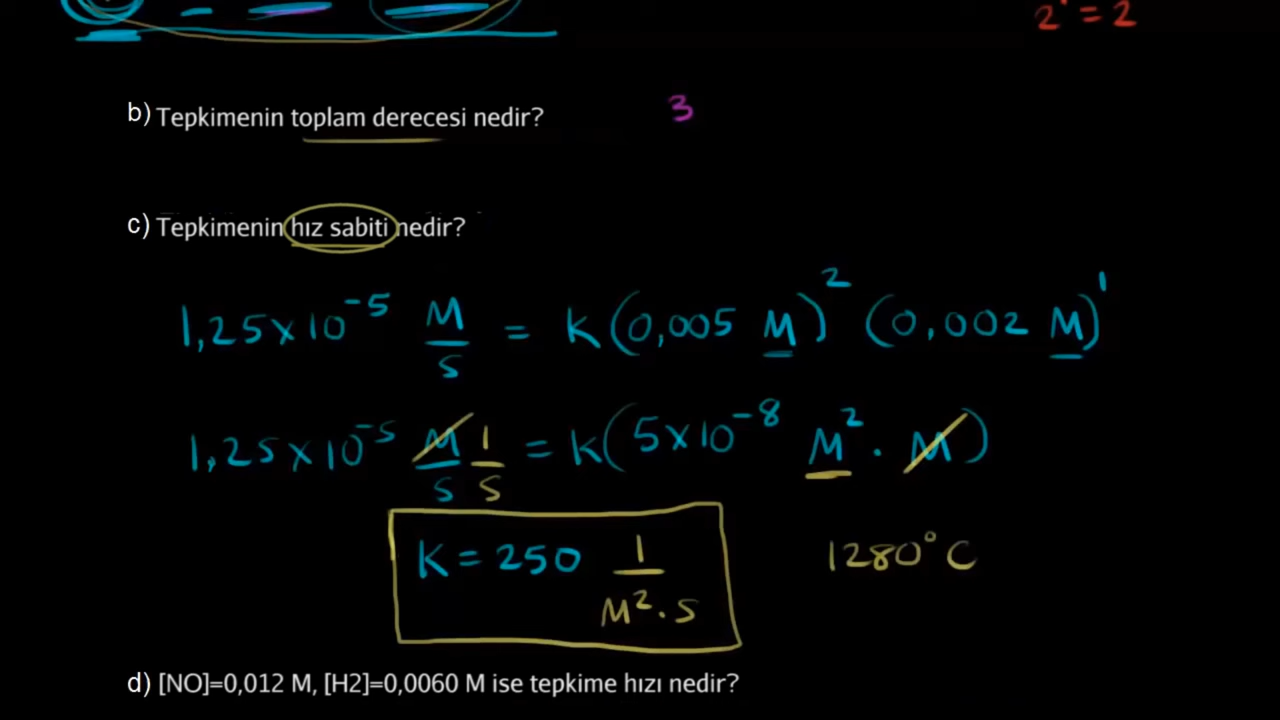 2¹ = 2
b) Tepkimenin toplam derecesi nedir? 3
c) Tepkimenin hız sabiti nedir?
1,25x10⁻⁵ M/s = K(0,005 M)² (0,002 M)¹
1,25x10⁻⁵ M/s 1/s = K(5x10⁻⁸ M² · M)
K = 250 1/M² · s 1280°C
d) [NO]=0,012 M, [H2]=0,0060 M ise tepkime hızı nedir?